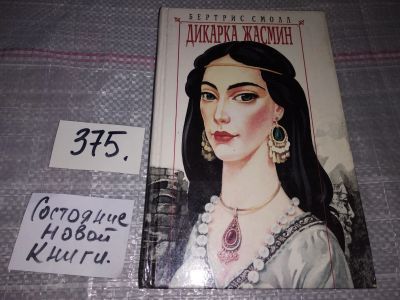 БЕРТРИС СМОЛЛ
ДИКАРКА ЖАСМИН
375.
Состояние
новой
книги.